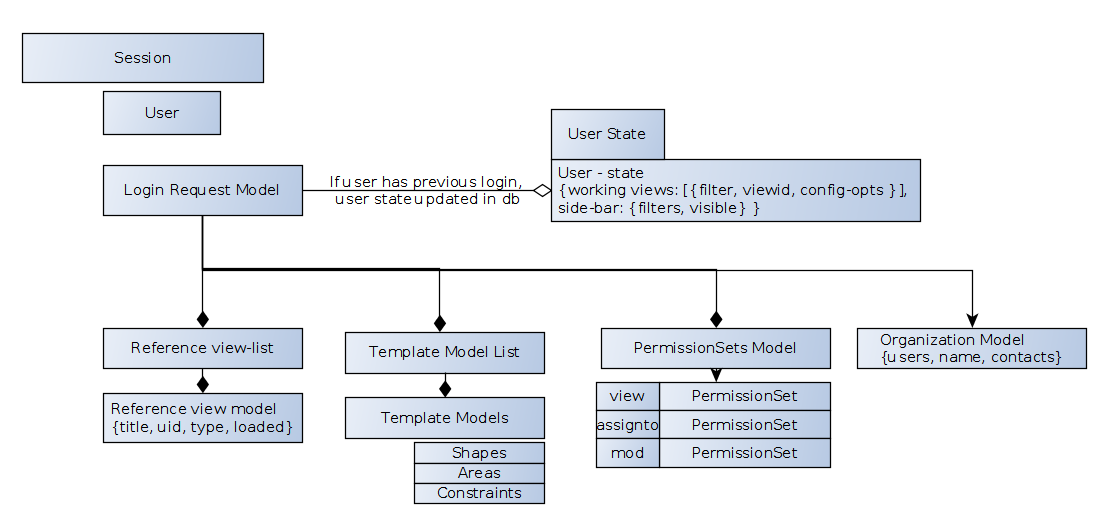 Session
User
User State
User - state
{working views: [{filter, viewid, config-opts }],
side-bar: {filters, visible} }
Login Request Model
If user has previous login,
user state updated in db
Reference view-list
Template Model List
PermissionSets Model
Organization Model
{users, name, contacts}
Reference view model
{title, uid, type, loaded}
Template Models
Shapes
Areas
Constraints
view PermissionSet
assignto PermissionSet
mod PermissionSet